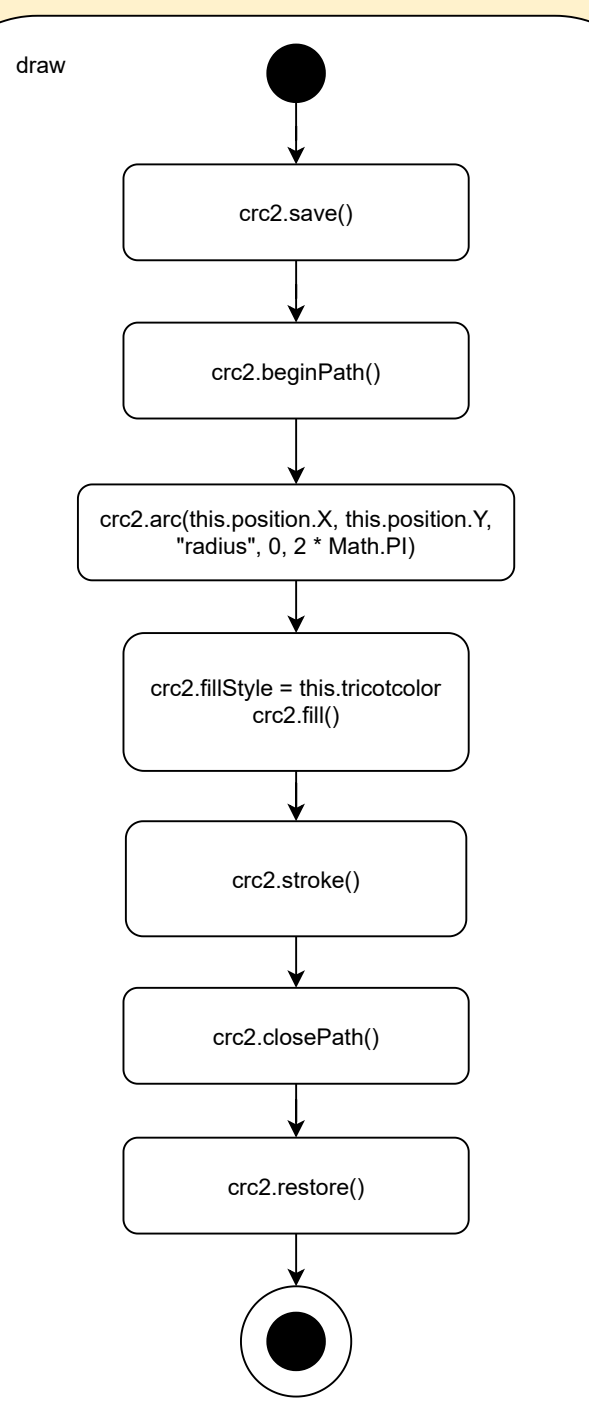 draw
crc2.save()
crc2.beginPath()
crc2.arc(this.position.X, this.position.Y,
"radius", 0, 2 * Math.PI)
crc2.fillStyle = this.tricotcolor
crc2.fill()
crc2.stroke()
crc2.closePath()
crc2.restore()